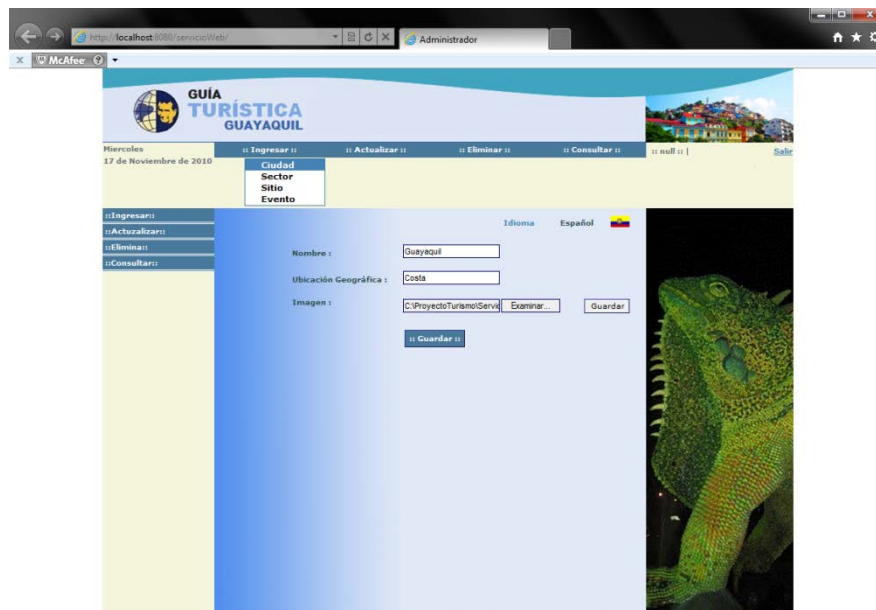 http://localhost:8080/servicioWeb/
Administrador
x McAfee
GUÍA
TURÍSTICA
GUAYAQUIL
Miercoles
17 de Noviembre de 2010
:: Ingresar ::
:: Actualizar ::
:: Eliminar ::
:: Consultar ::
:: null :: |
Salir
Ciudad
Sector
Sitio
Evento
::Ingresar::
::Actuzalizar::
::Elimina::
::Consultar::
Idioma Español
Nombre : Guayaquil
Ubicación Geográfica : Costa
Imagen : C:\ProyectoTurismo\Servic Examinar... Guardar
:: Guardar ::